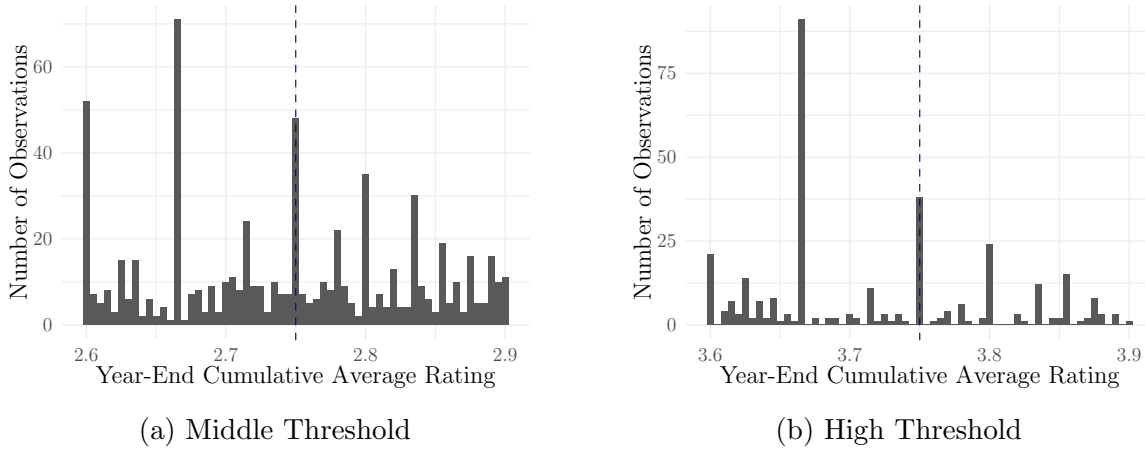 Number of Observations
60
40
20
0
2.6 2.7 2.8 2.9
Year-End Cumulative Average Rating
(a) Middle Threshold
Number of Observations
75
50
25
0
3.6 3.7 3.8 3.9
Year-End Cumulative Average Rating
(b) High Threshold